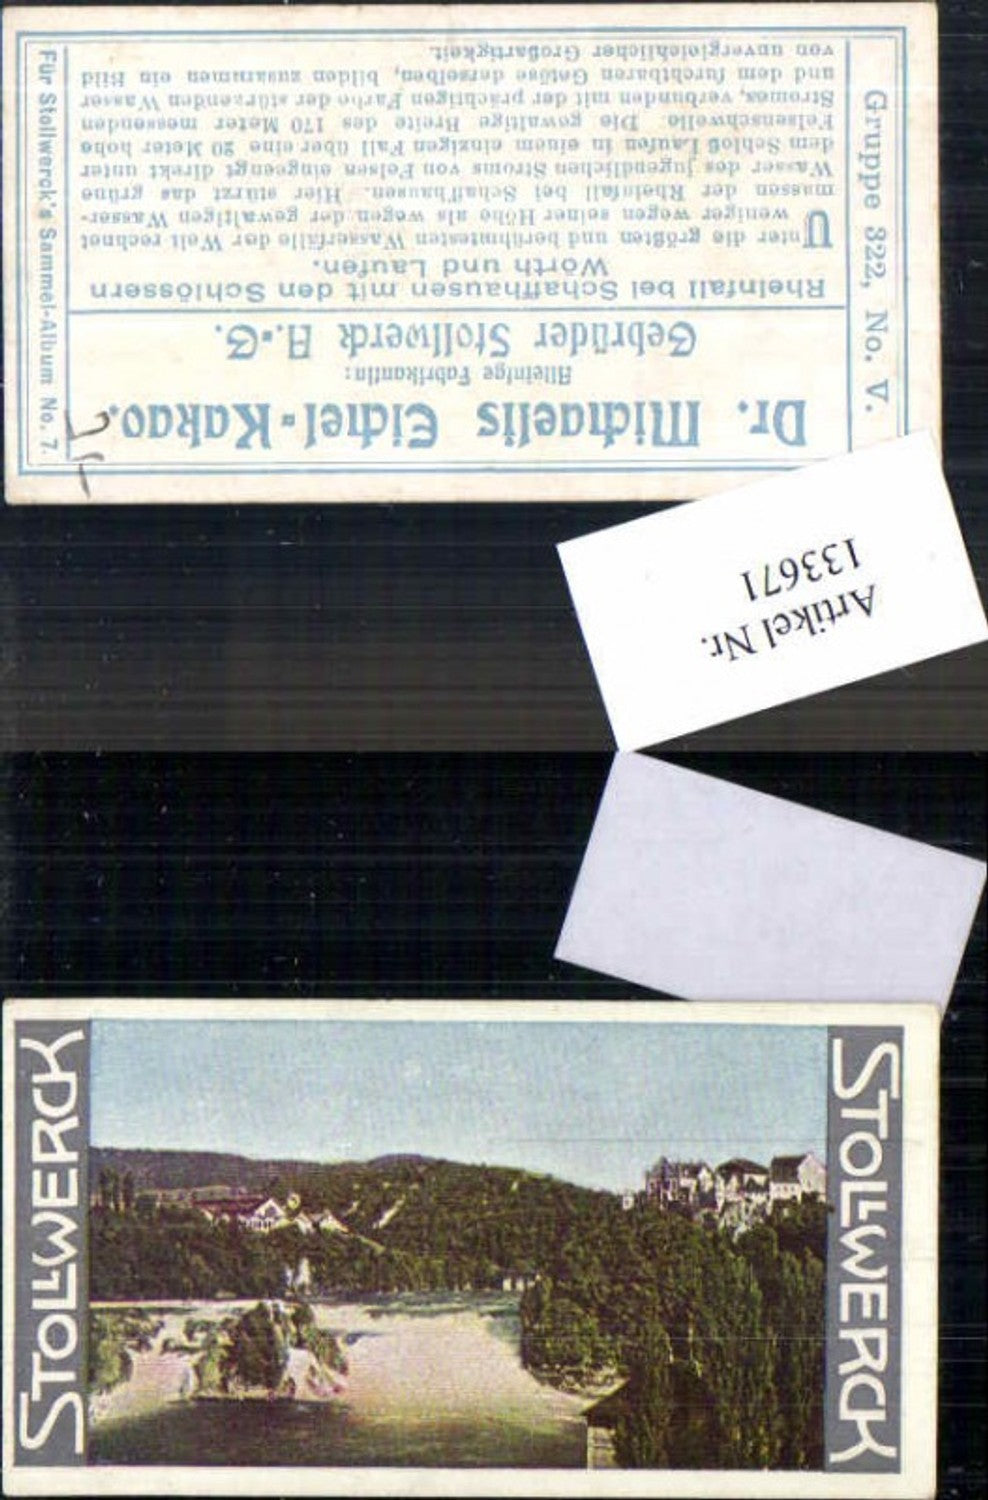 Gruppe 322, No. V.
Dr. Michaelis Eichel-Kakao.
Alleinige Fabrikantin:
Gebrüder Stollwerck A.-G.
Rheinfall bei Schaffhausen mit den Schlössern
Wörth und Laufen.
Unter die größten und berühmtesten Wasserfälle der Welt rechnet
weniger wegen seiner Höhe als wegen der gewaltigen Wasser-
massen der Rheinfall bei Schaffhausen. Hier stürzt das grüne
Wasser des jugendlichen Stroms von Felsen eingeengt direkt unter
dem Schloß Laufen in einem einzigen Fall über eine 20 Meter hohe
Felsenschwelle. Die gewaltige Breite des 170 Meter messenden
Stromes, verbunden mit der prächtigen Farbe der stürzenden Wasser
und dem furchtbaren Getöse derselben, bilden zusammen ein Bild
von unvergleichlicher Großartigkeit.
Für Stollwerck's Sammel-Album No. 7.
Artikel Nr.
133671
STOLLWERCK
STOLLWERCK